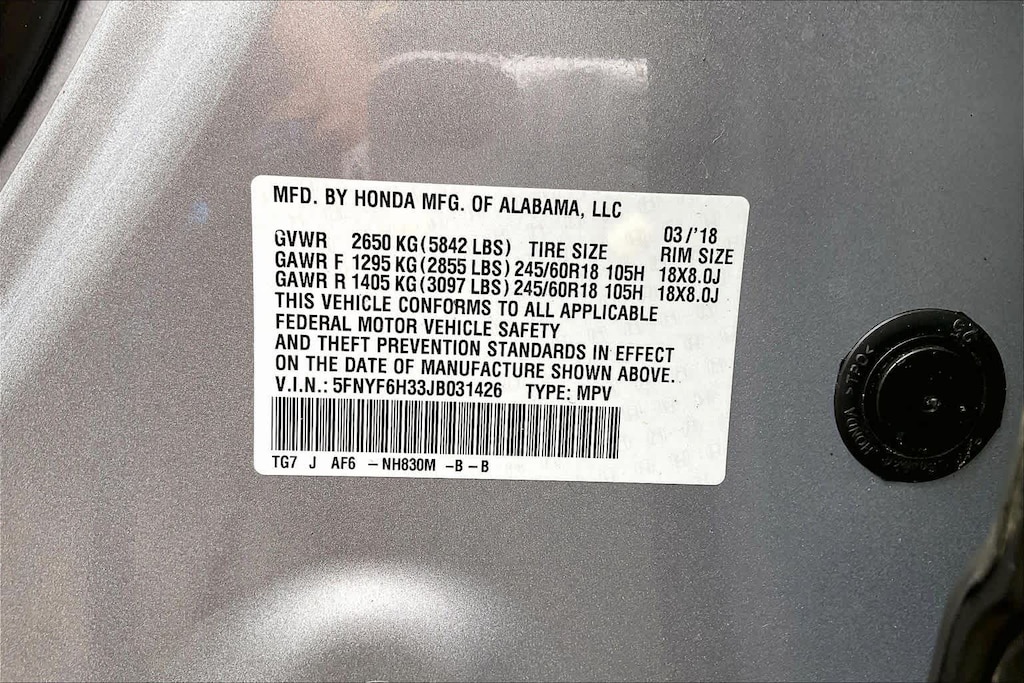 MFD. BY HONDA MFG. OF ALABAMA, LLC
03/'18
GVWR 2650 KG(5842 LBS) TIRE SIZE RIM SIZE
GAWR F 1295 KG(2855 LBS) 245/60R18 105H 18X8.0J
GAWR R 1405 KG(3097 LBS) 245/60R18 105H 18X8.0J
THIS VEHICLE CONFORMS TO ALL APPLICABLE
FEDERAL MOTOR VEHICLE SAFETY
AND THEFT PREVENTION STANDARDS IN EFFECT
ON THE DATE OF MANUFACTURE SHOWN ABOVE.
V.I.N.: 5FNYF6H33JB031426 TYPE: MPV
TG7 J AF6 -NH830M -B-B
HONDA >TPO< 25